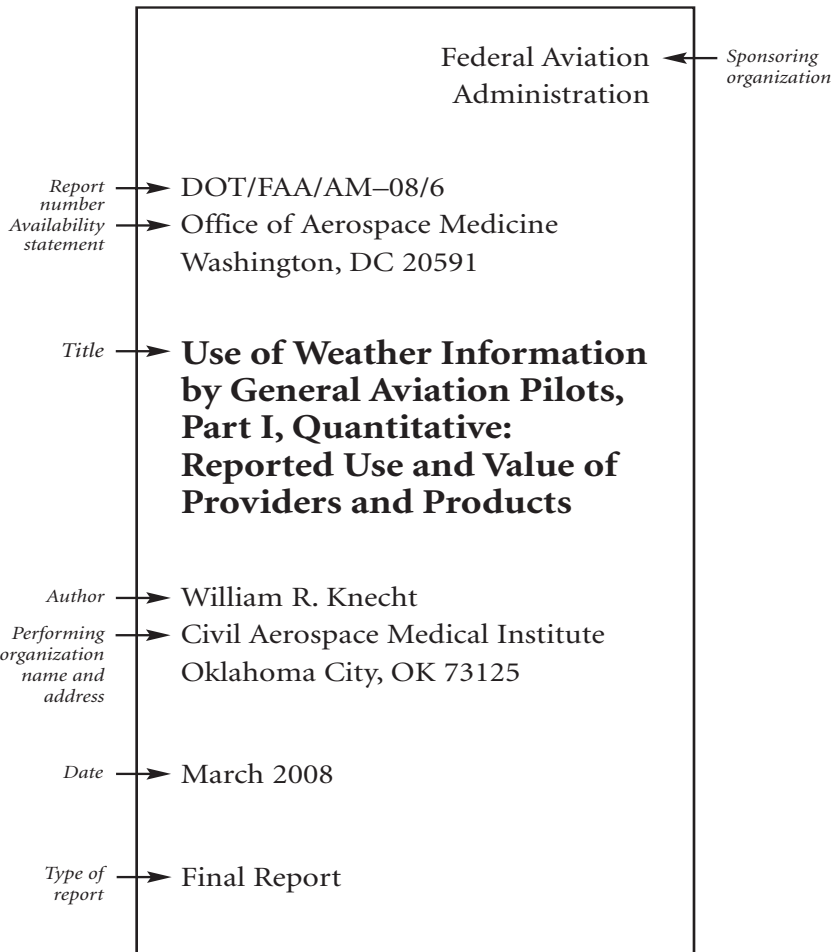 Federal Aviation
Administration
Sponsoring
organization
Report
number
DOT/FAA/AM–08/6
Availability
statement
Office of Aerospace Medicine
Washington, DC 20591
Title
Use of Weather Information
by General Aviation Pilots,
Part I, Quantitative:
Reported Use and Value of
Providers and Products
Author
William R. Knecht
Performing
organization
name and
address
Civil Aerospace Medical Institute
Oklahoma City, OK 73125
Date
March 2008
Type of
report
Final Report